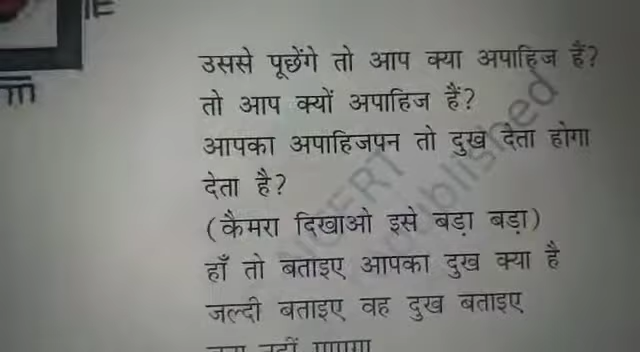 उससे पूछेंगे तो आप क्या अपाहिज हैं?
तो आप क्यों अपाहिज हैं?
आपका अपाहिजपन तो दुख देता होगा
देता है?
(कैमरा दिखाओ इसे बड़ा बड़ा)
हाँ तो बताइए आपका दुख क्या है
जल्दी बताइए वह दुख बताइए